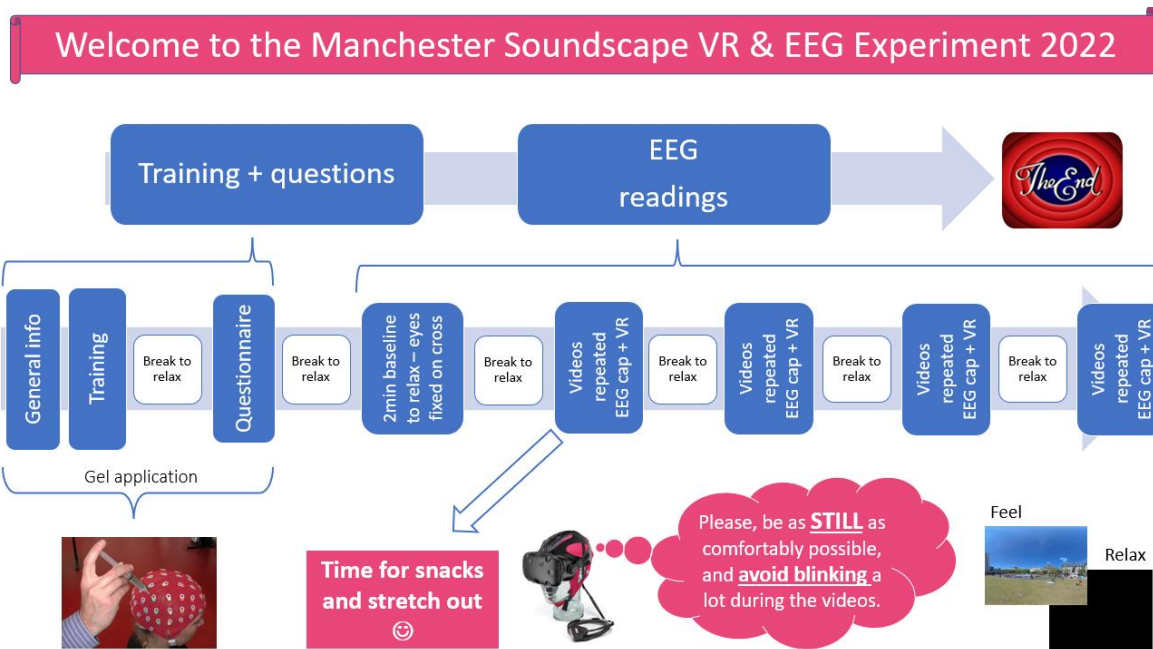 Welcome to the Manchester Soundscape VR & EEG Experiment 2022
Training + questions
EEG
readings
The End
General info
Training
Break to
relax
Questionnaire
Break to
relax
2min baseline
to relax – eyes
fixed on cross
Break to
relax
Videos
repeated
EEG cap + VR
Break to
relax
Videos
repeated
EEG cap + VR
Break to
relax
Videos
repeated
EEG cap + VR
Break to
relax
Videos
repeated
EEG cap + VR
Gel application
Time for snacks
and stretch out
☺
Please, be as STILL as
comfortably possible,
and avoid blinking a
lot during the videos.
Feel
Relax